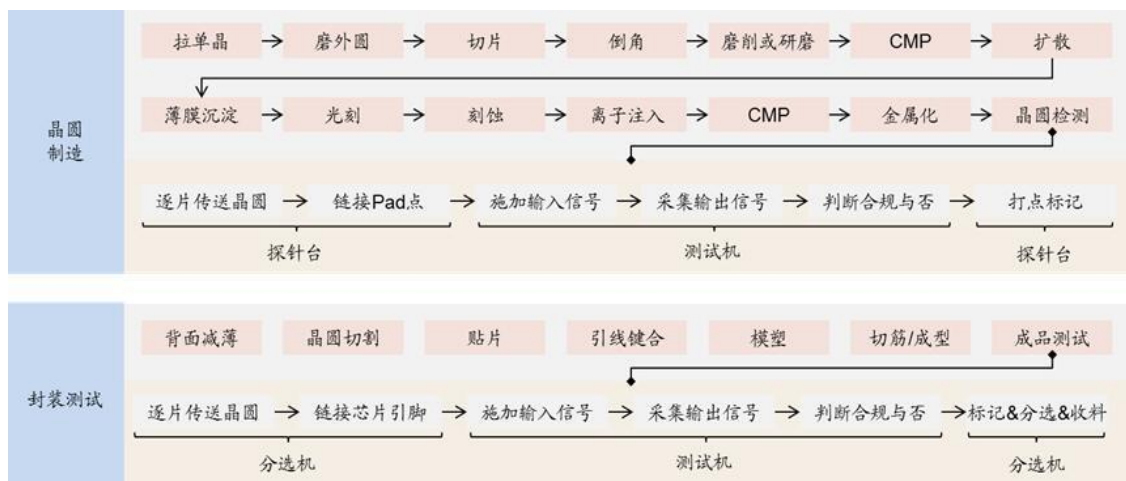 晶圆
制造
拉单晶 → 磨外圆 → 切片 → 倒角 → 磨削或研磨 → CMP → 扩散
薄膜沉淀 → 光刻 → 刻蚀 → 离子注入 → CMP → 金属化 → 晶圆检测
逐片传送晶圆 → 链接Pad点 → 施加输入信号 → 采集输出信号 → 判断合规与否 → 打点标记
探针台 测试机 探针台
封装测试
背面减薄 晶圆切割 贴片 引线键合 模塑 切筋/成型 成品测试
逐片传送晶圆 → 链接芯片引脚 → 施加输入信号 → 采集输出信号 → 判断合规与否 → 标记&分选&收料
分选机 测试机 分选机